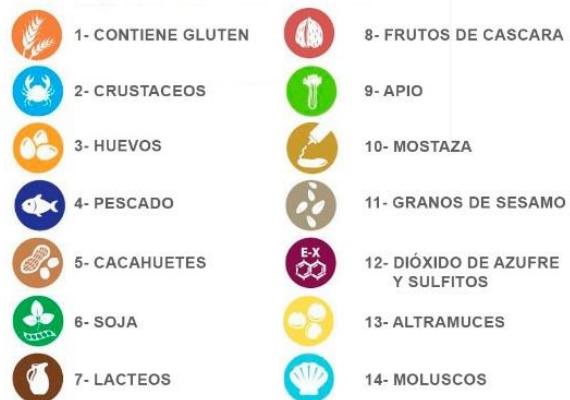 1- CONTIENE GLUTEN
2- CRUSTACEOS
3- HUEVOS
4- PESCADO
5- CACAHUETES
6- SOJA
7- LACTEOS
8- FRUTOS DE CASCARA
9- APIO
10- MOSTAZA
11- GRANOS DE SESAMO
E-X
12- DIÓXIDO DE AZUFRE
Y SULFITOS
13- ALTRAMUCES
14- MOLUSCOS